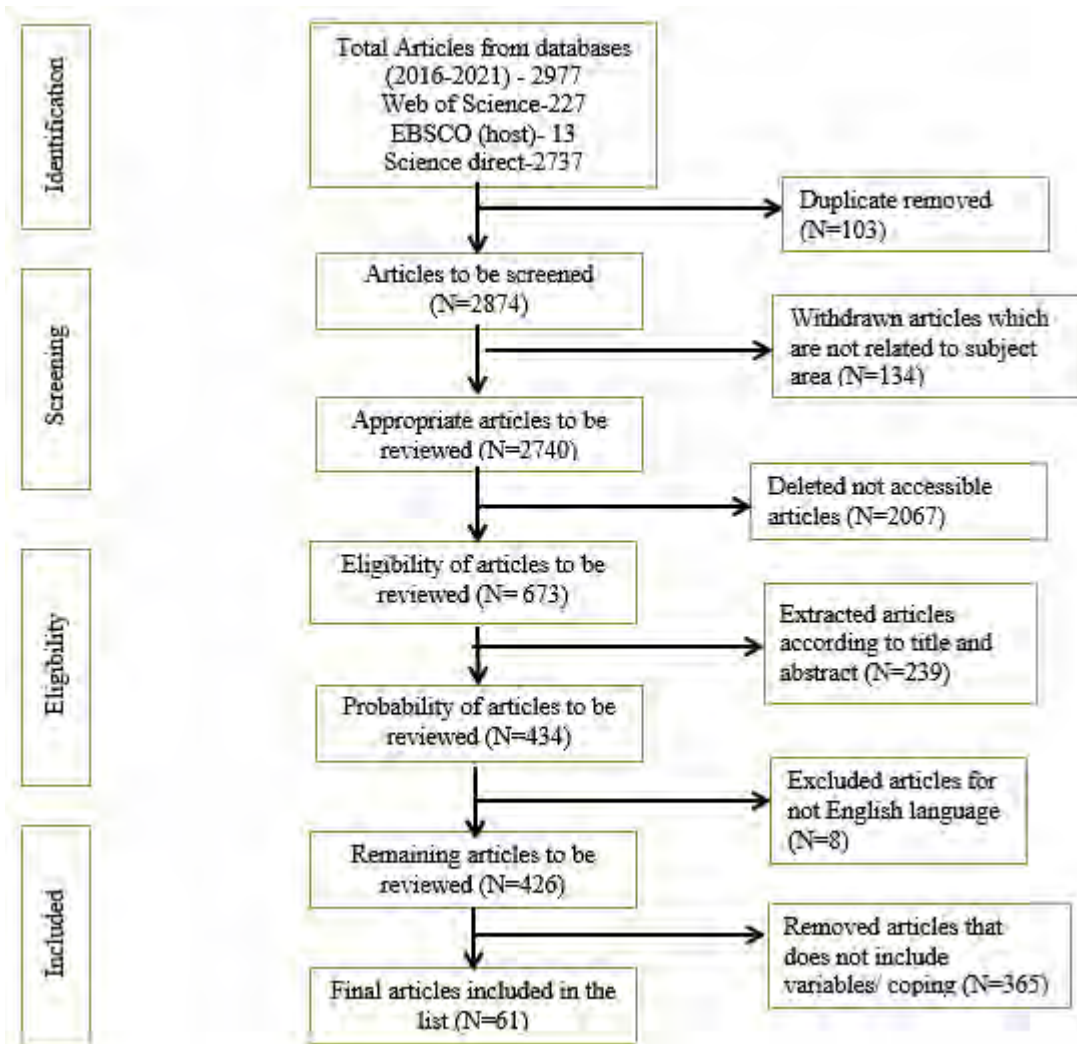 Identification
Total Articles from databases
(2016-2021) - 2977
Web of Science-227
EBSCO (host)- 13
Science direct-2737
Duplicate removed
(N=103)
Screening
Articles to be screened
(N=2874)
Withdrawn articles which
are not related to subject
area (N=134)
Appropriate articles to be
reviewed (N=2740)
Deleted not accessible
articles (N=2067)
Eligibility
Eligibility of articles to be
reviewed (N= 673)
Extracted articles
according to title and
abstract (N=239)
Probability of articles to be
reviewed (N=434)
Excluded articles for
not English language
(N=8)
Included
Remaining articles to be
reviewed (N=426)
Removed articles that
does not include
variables/ coping (N=365)
Final articles included in the
list (N=61)